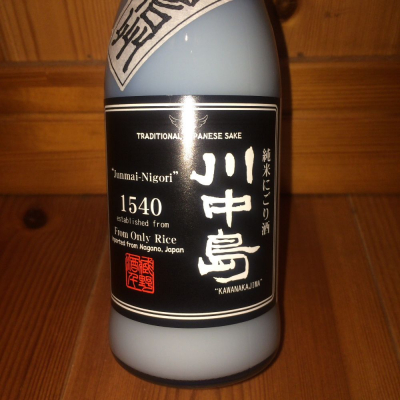 TRADITIONAL JAPANESE SAKE
"Junmai-Nigori"
1540
established from
From Only Rice
Imported from Nagano, Japan
川中島
純米にごり酒
"KAWANAKAJIMA"